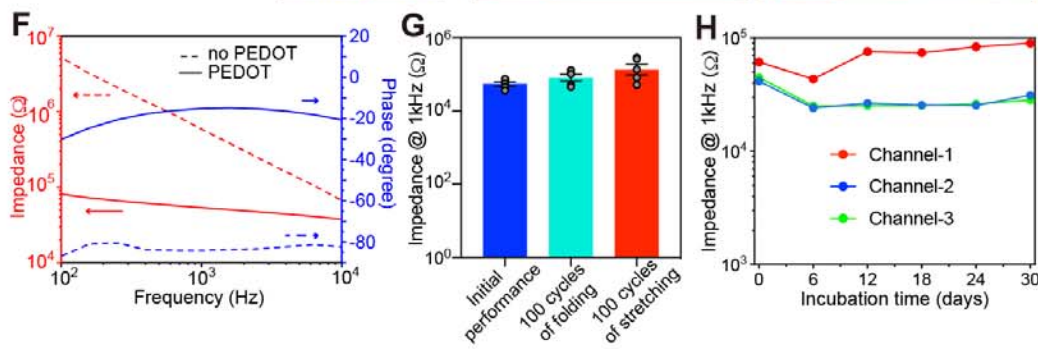 F
10⁷
10⁶
10⁵
10⁴
Impedance (Ω)
no PEDOT
PEDOT
20
0
-20
-40
-60
-80
Phase (degree)
10² 10³ 10⁴
Frequency (Hz)
G
Impedance @ 1kHz (Ω)
10⁶
10⁴
10²
10⁰
Initial
performance
100 cycles
of folding
100 cycles
of stretching
H
Impedance @ 1kHz (Ω)
10⁵
10⁴
10³
Channel-1
Channel-2
Channel-3
0 6 12 18 24 30
Incubation time (days)